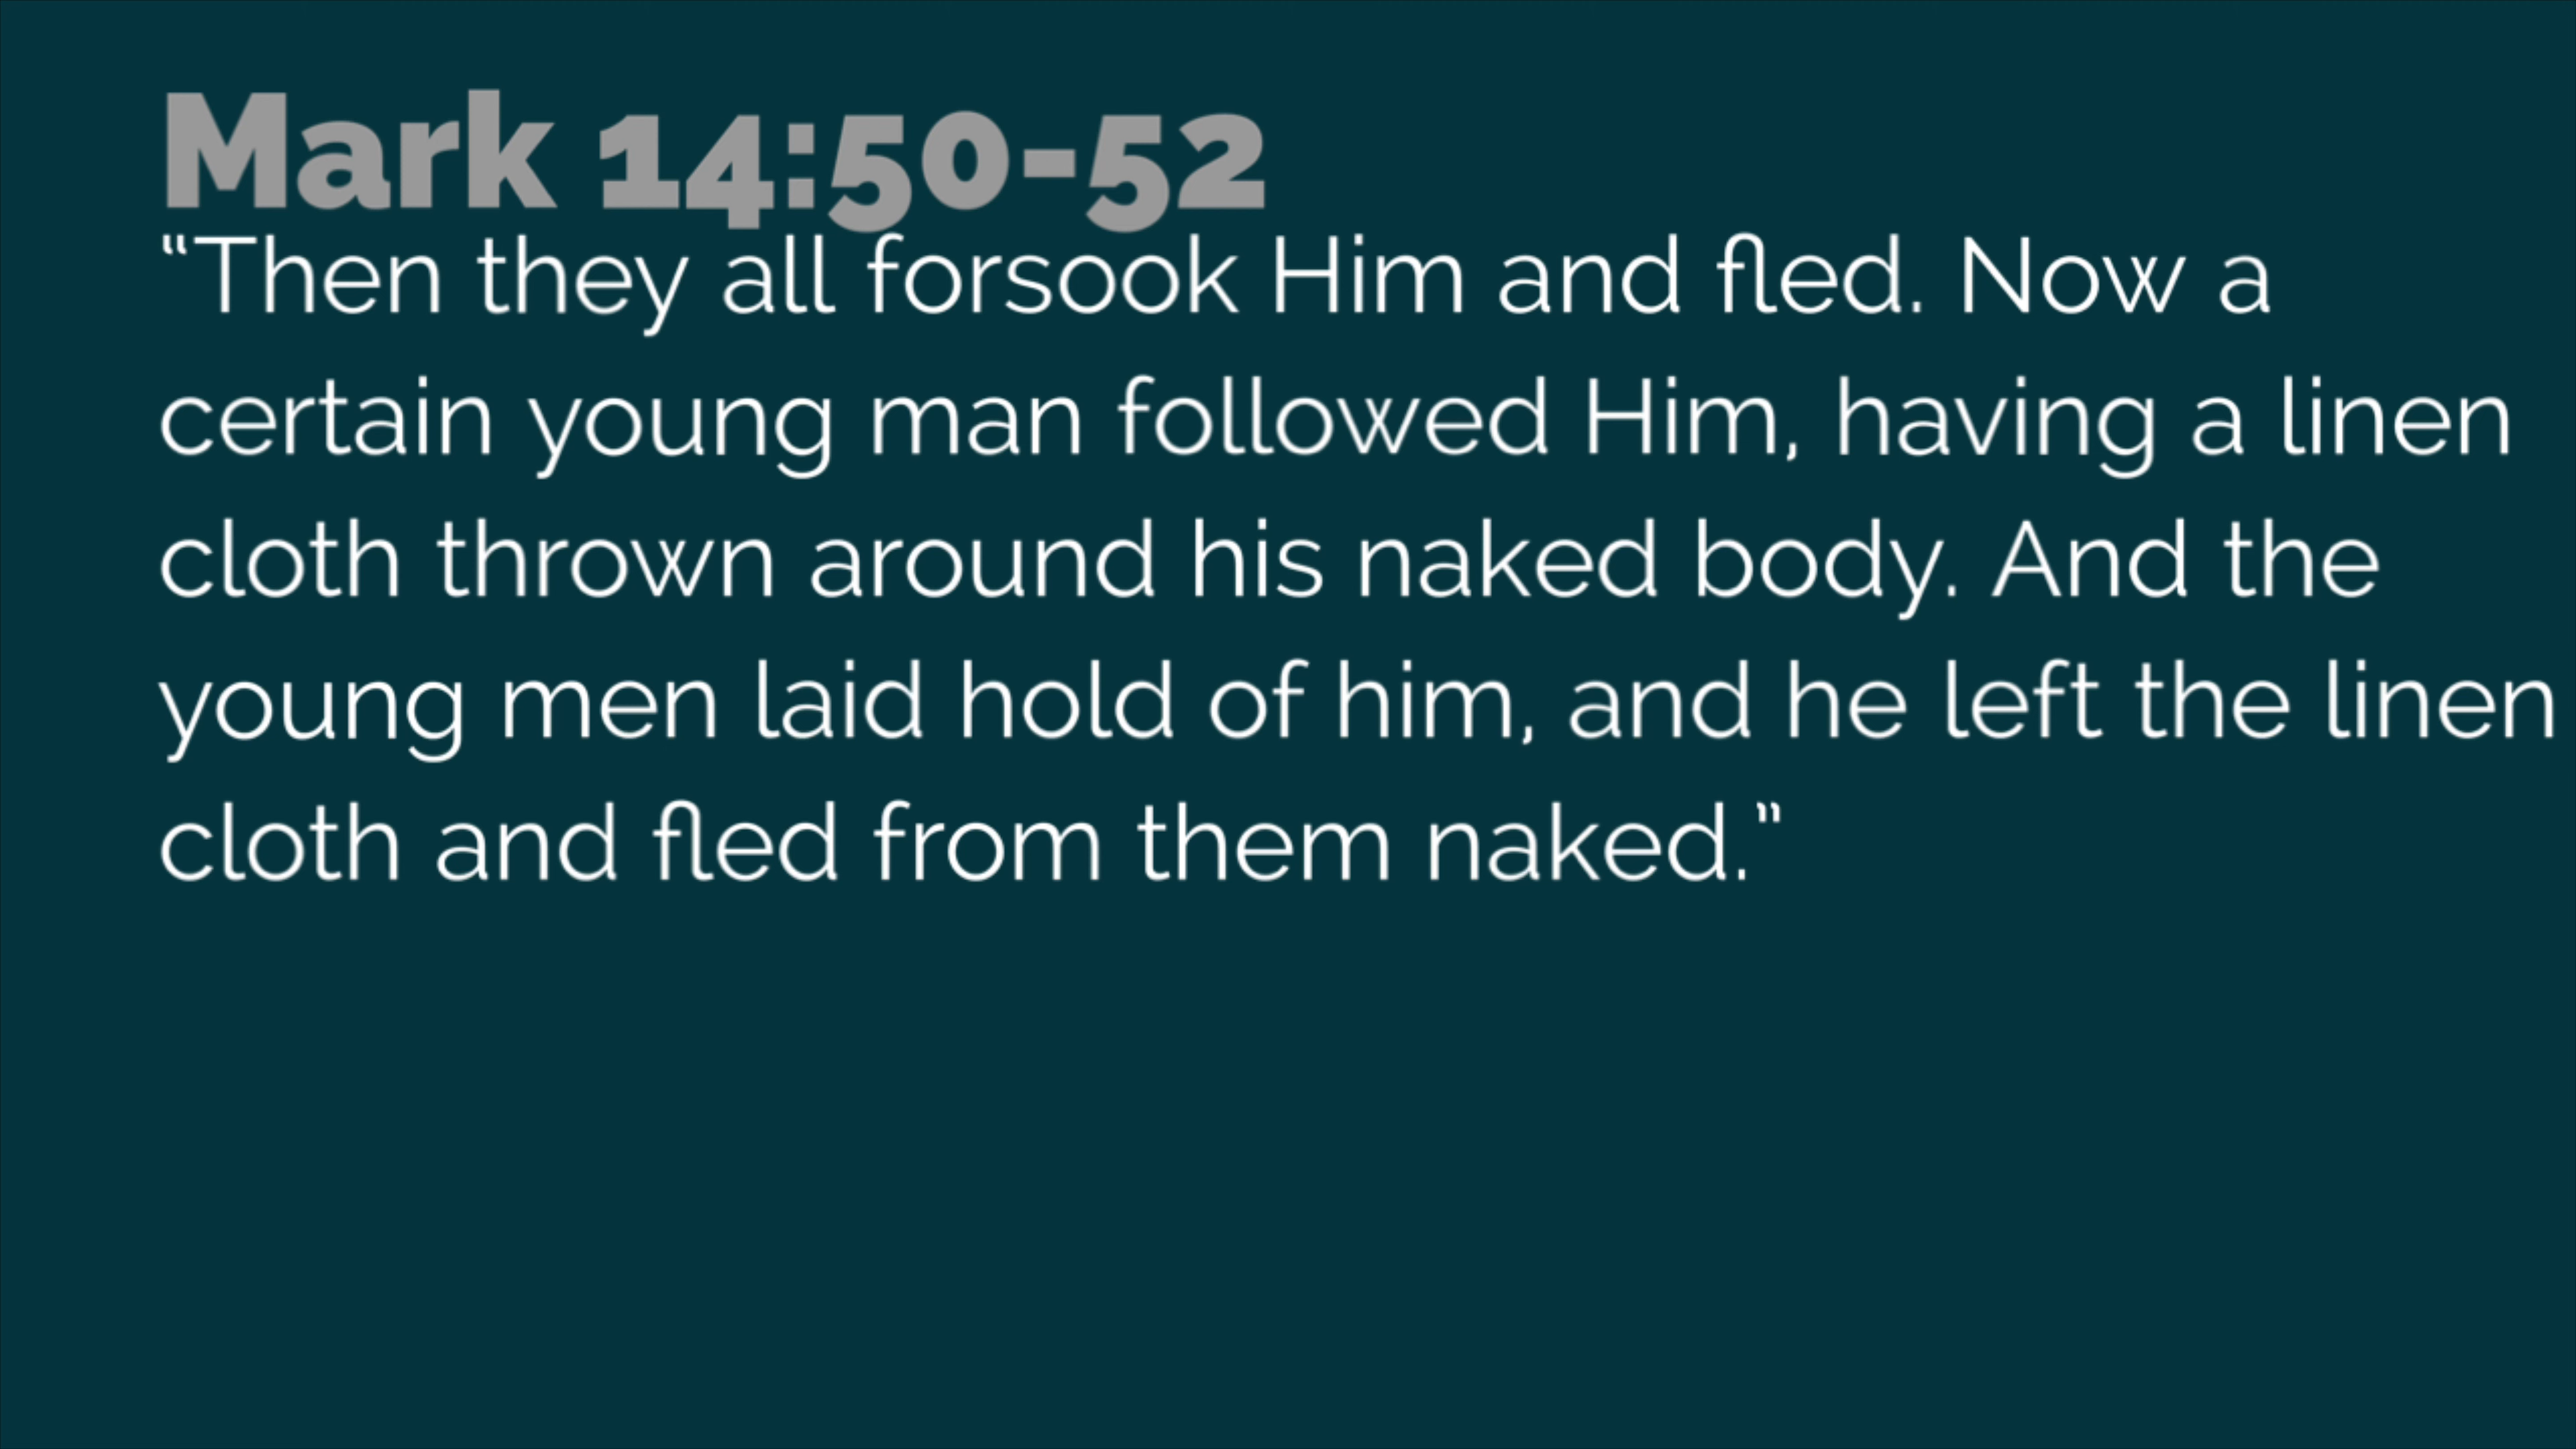 Mark 14:50-52
“Then they all forsook Him and fled. Now a
certain young man followed Him, having a linen
cloth thrown around his naked body. And the
young men laid hold of him, and he left the linen
cloth and fled from them naked.”